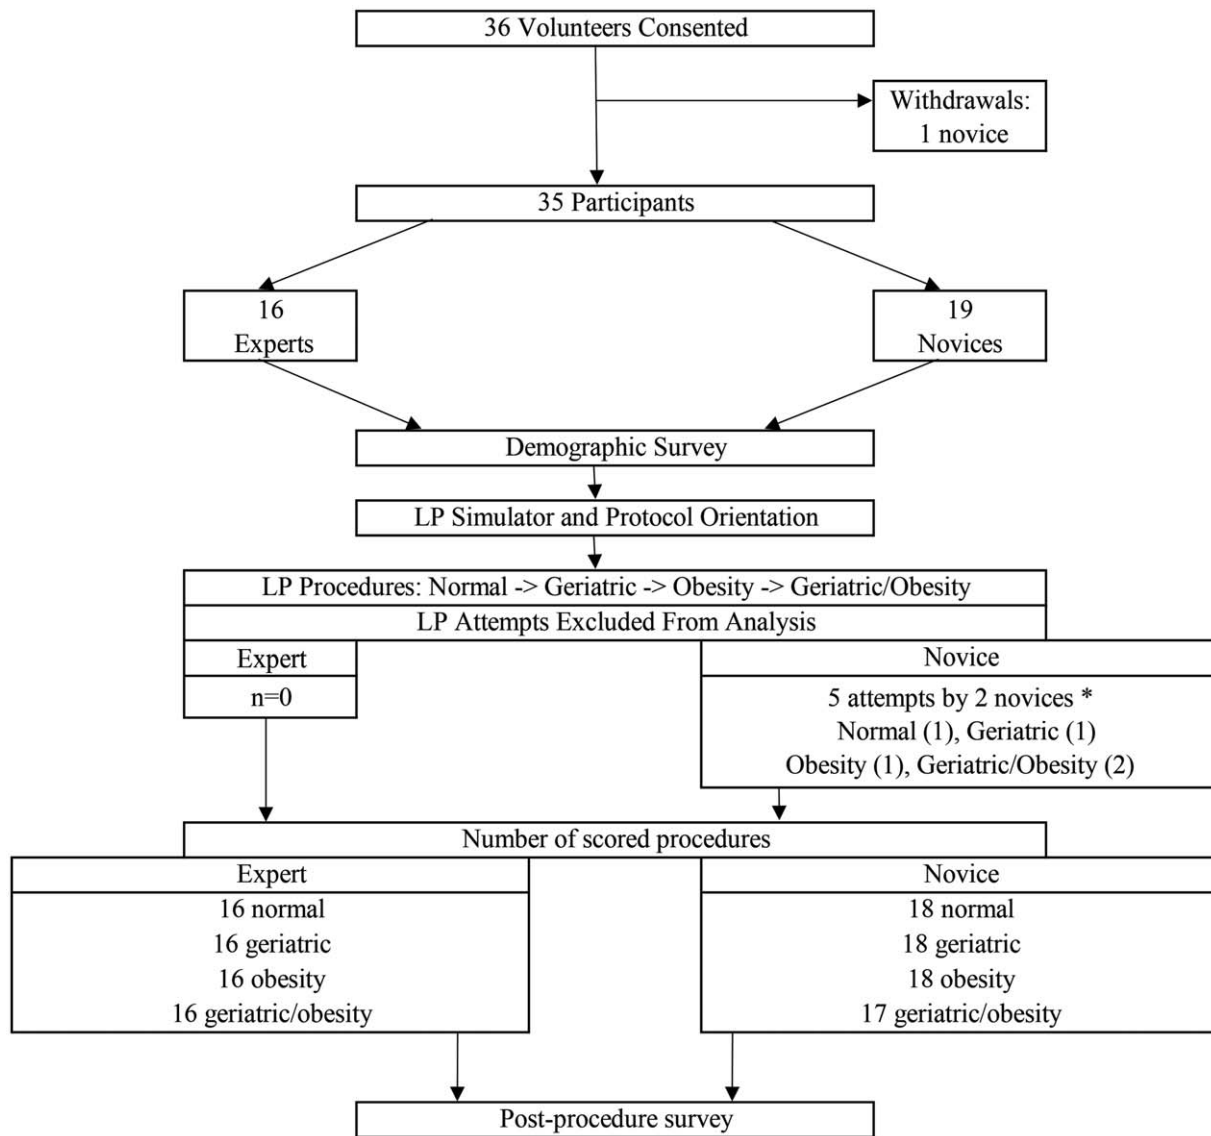 36 Volunteers Consented
Withdrawals:
1 novice
35 Participants
16
Experts
19
Novices
Demographic Survey
LP Simulator and Protocol Orientation
LP Procedures: Normal -> Geriatric -> Obesity -> Geriatric/Obesity
LP Attempts Excluded From Analysis
Expert
n=0
Novice
5 attempts by 2 novices *
Normal (1), Geriatric (1)
Obesity (1), Geriatric/Obesity (2)
Number of scored procedures
Expert
16 normal
16 geriatric
16 obesity
16 geriatric/obesity
Novice
18 normal
18 geriatric
18 obesity
17 geriatric/obesity
Post-procedure survey